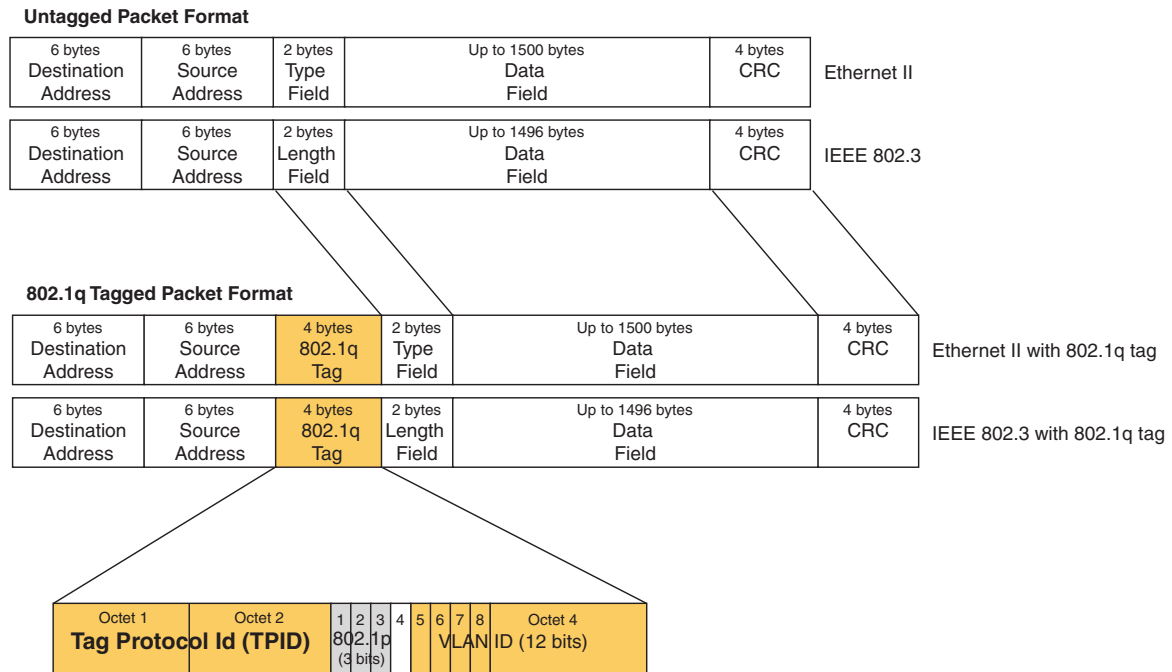 Untagged Packet Format
6 bytes 6 bytes 2 bytes Up to 1500 bytes 4 bytes
Destination Source Type Data CRC Ethernet II
Address Address Field Field
6 bytes 6 bytes 2 bytes Up to 1496 bytes 4 bytes
Destination Source Length Data CRC IEEE 802.3
Address Address Field Field
802.1q Tagged Packet Format
6 bytes 6 bytes 4 bytes 2 bytes Up to 1500 bytes 4 bytes
Destination Source 802.1q Type Data CRC Ethernet II with 802.1q tag
Address Address Tag Field Field
6 bytes 6 bytes 4 bytes 2 bytes Up to 1496 bytes 4 bytes
Destination Source 802.1q Length Data CRC IEEE 802.3 with 802.1q tag
Address Address Tag Field Field
Octet 1 Octet 2 1 2 3 4 5 6 7 8 Octet 4
Tag Protocol Id (TPID) 802.1p VLAN ID (12 bits)
(3 bits)